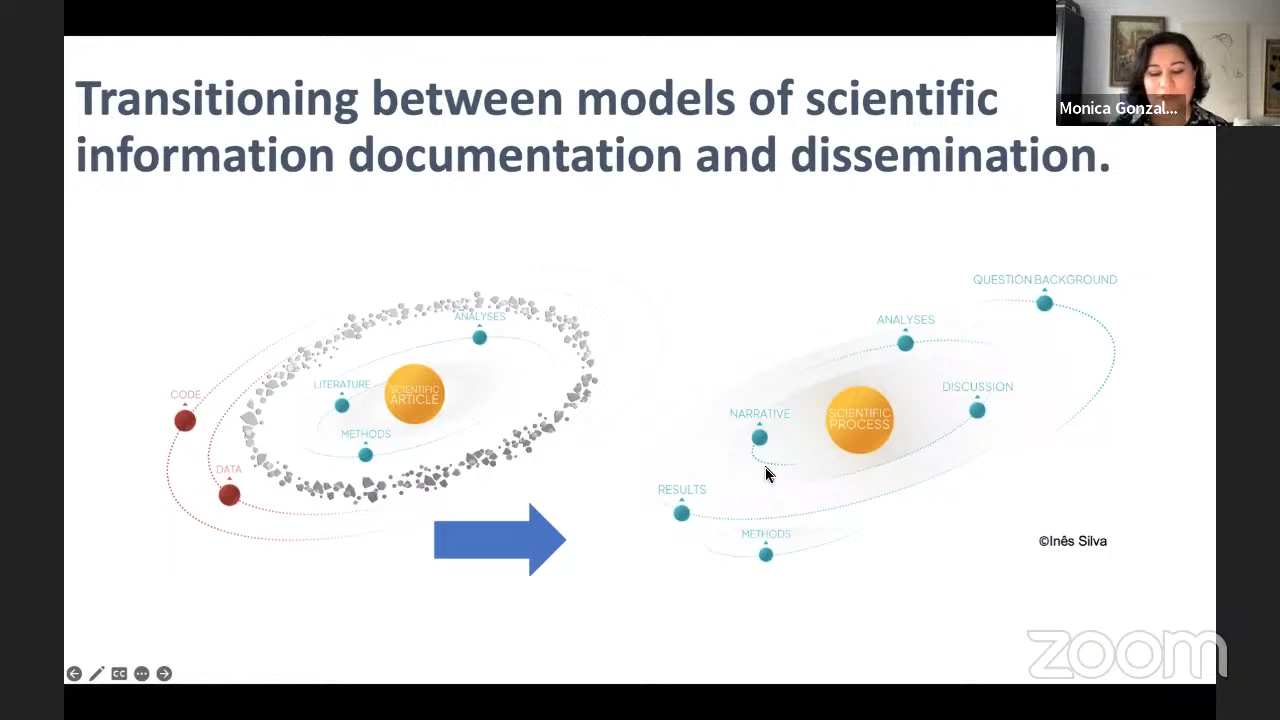 Transitioning between models of scientific
information documentation and dissemination.
Monica Gonzal...
ANALYSES
LITERATURE
SCIENTIFIC
ARTICLE
CODE
METHODS
DATA
QUESTION BACKGROUND
ANALYSES
DISCUSSION
NARRATIVE
SCIENTIFIC
PROCESS
RESULTS
METHODS
©Inês Silva
CC
zoom